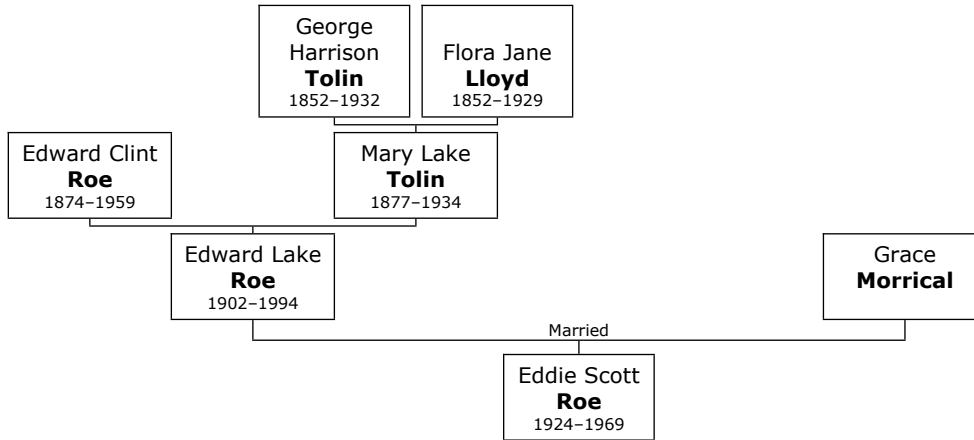 George
Harrison
Tolin
1852–1932
Flora Jane
Lloyd
1852–1929
Edward Clint
Roe
1874–1959
Mary Lake
Tolin
1877–1934
Edward Lake
Roe
1902–1994
Grace
Morrical
Married
Eddie Scott
Roe
1924–1969